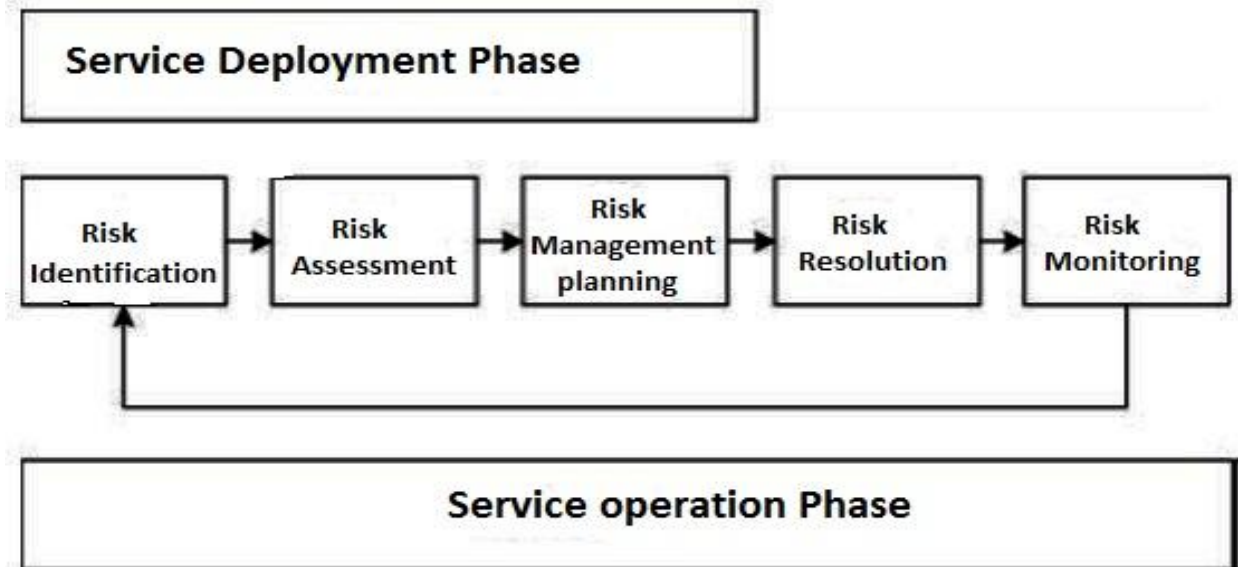 Service Deployment Phase
Risk
Identification
Risk
Assessment
Risk
Management
planning
Risk
Resolution
Risk
Monitoring
Service operation Phase